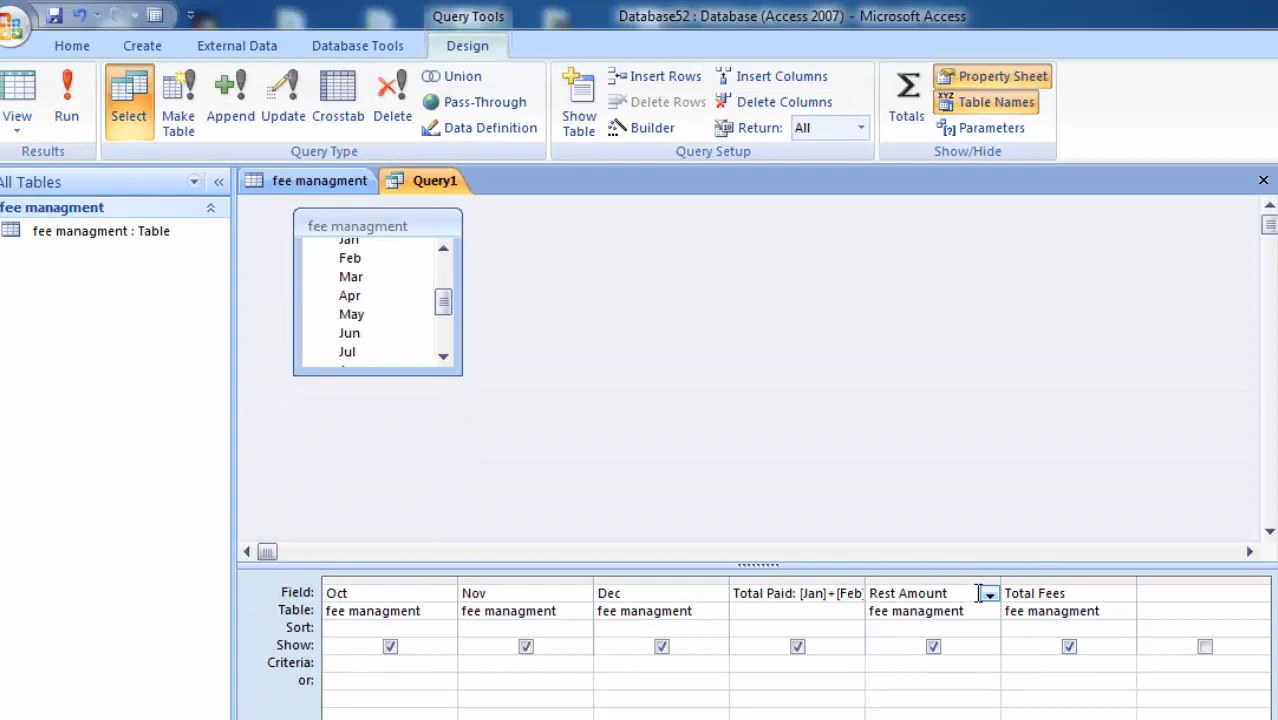 Query Tools
Database52 : Database (Access 2007) - Microsoft Access
Home Create External Data Database Tools Design
View
Run
Results
Select
Make Table
Append
Update
Crosstab
Delete
Union
Pass-Through
Data Definition
Query Type
Show Table
Insert Rows
Delete Rows
Builder
Insert Columns
Delete Columns
Return: All
Query Setup
Σ
Totals
Property Sheet
XYZ Table Names
[?] Parameters
Show/Hide
All Tables «
fee managment
fee managment : Table
fee managment Query1
fee managment
Jan
Feb
Mar
Apr
May
Jun
Jul
Field: Oct Nov Dec Total Paid: [Jan]+[Feb] Rest Amount Total Fees
Table: fee managment fee managment fee managment fee managment fee managment
Sort:
Show:
Criteria:
or: